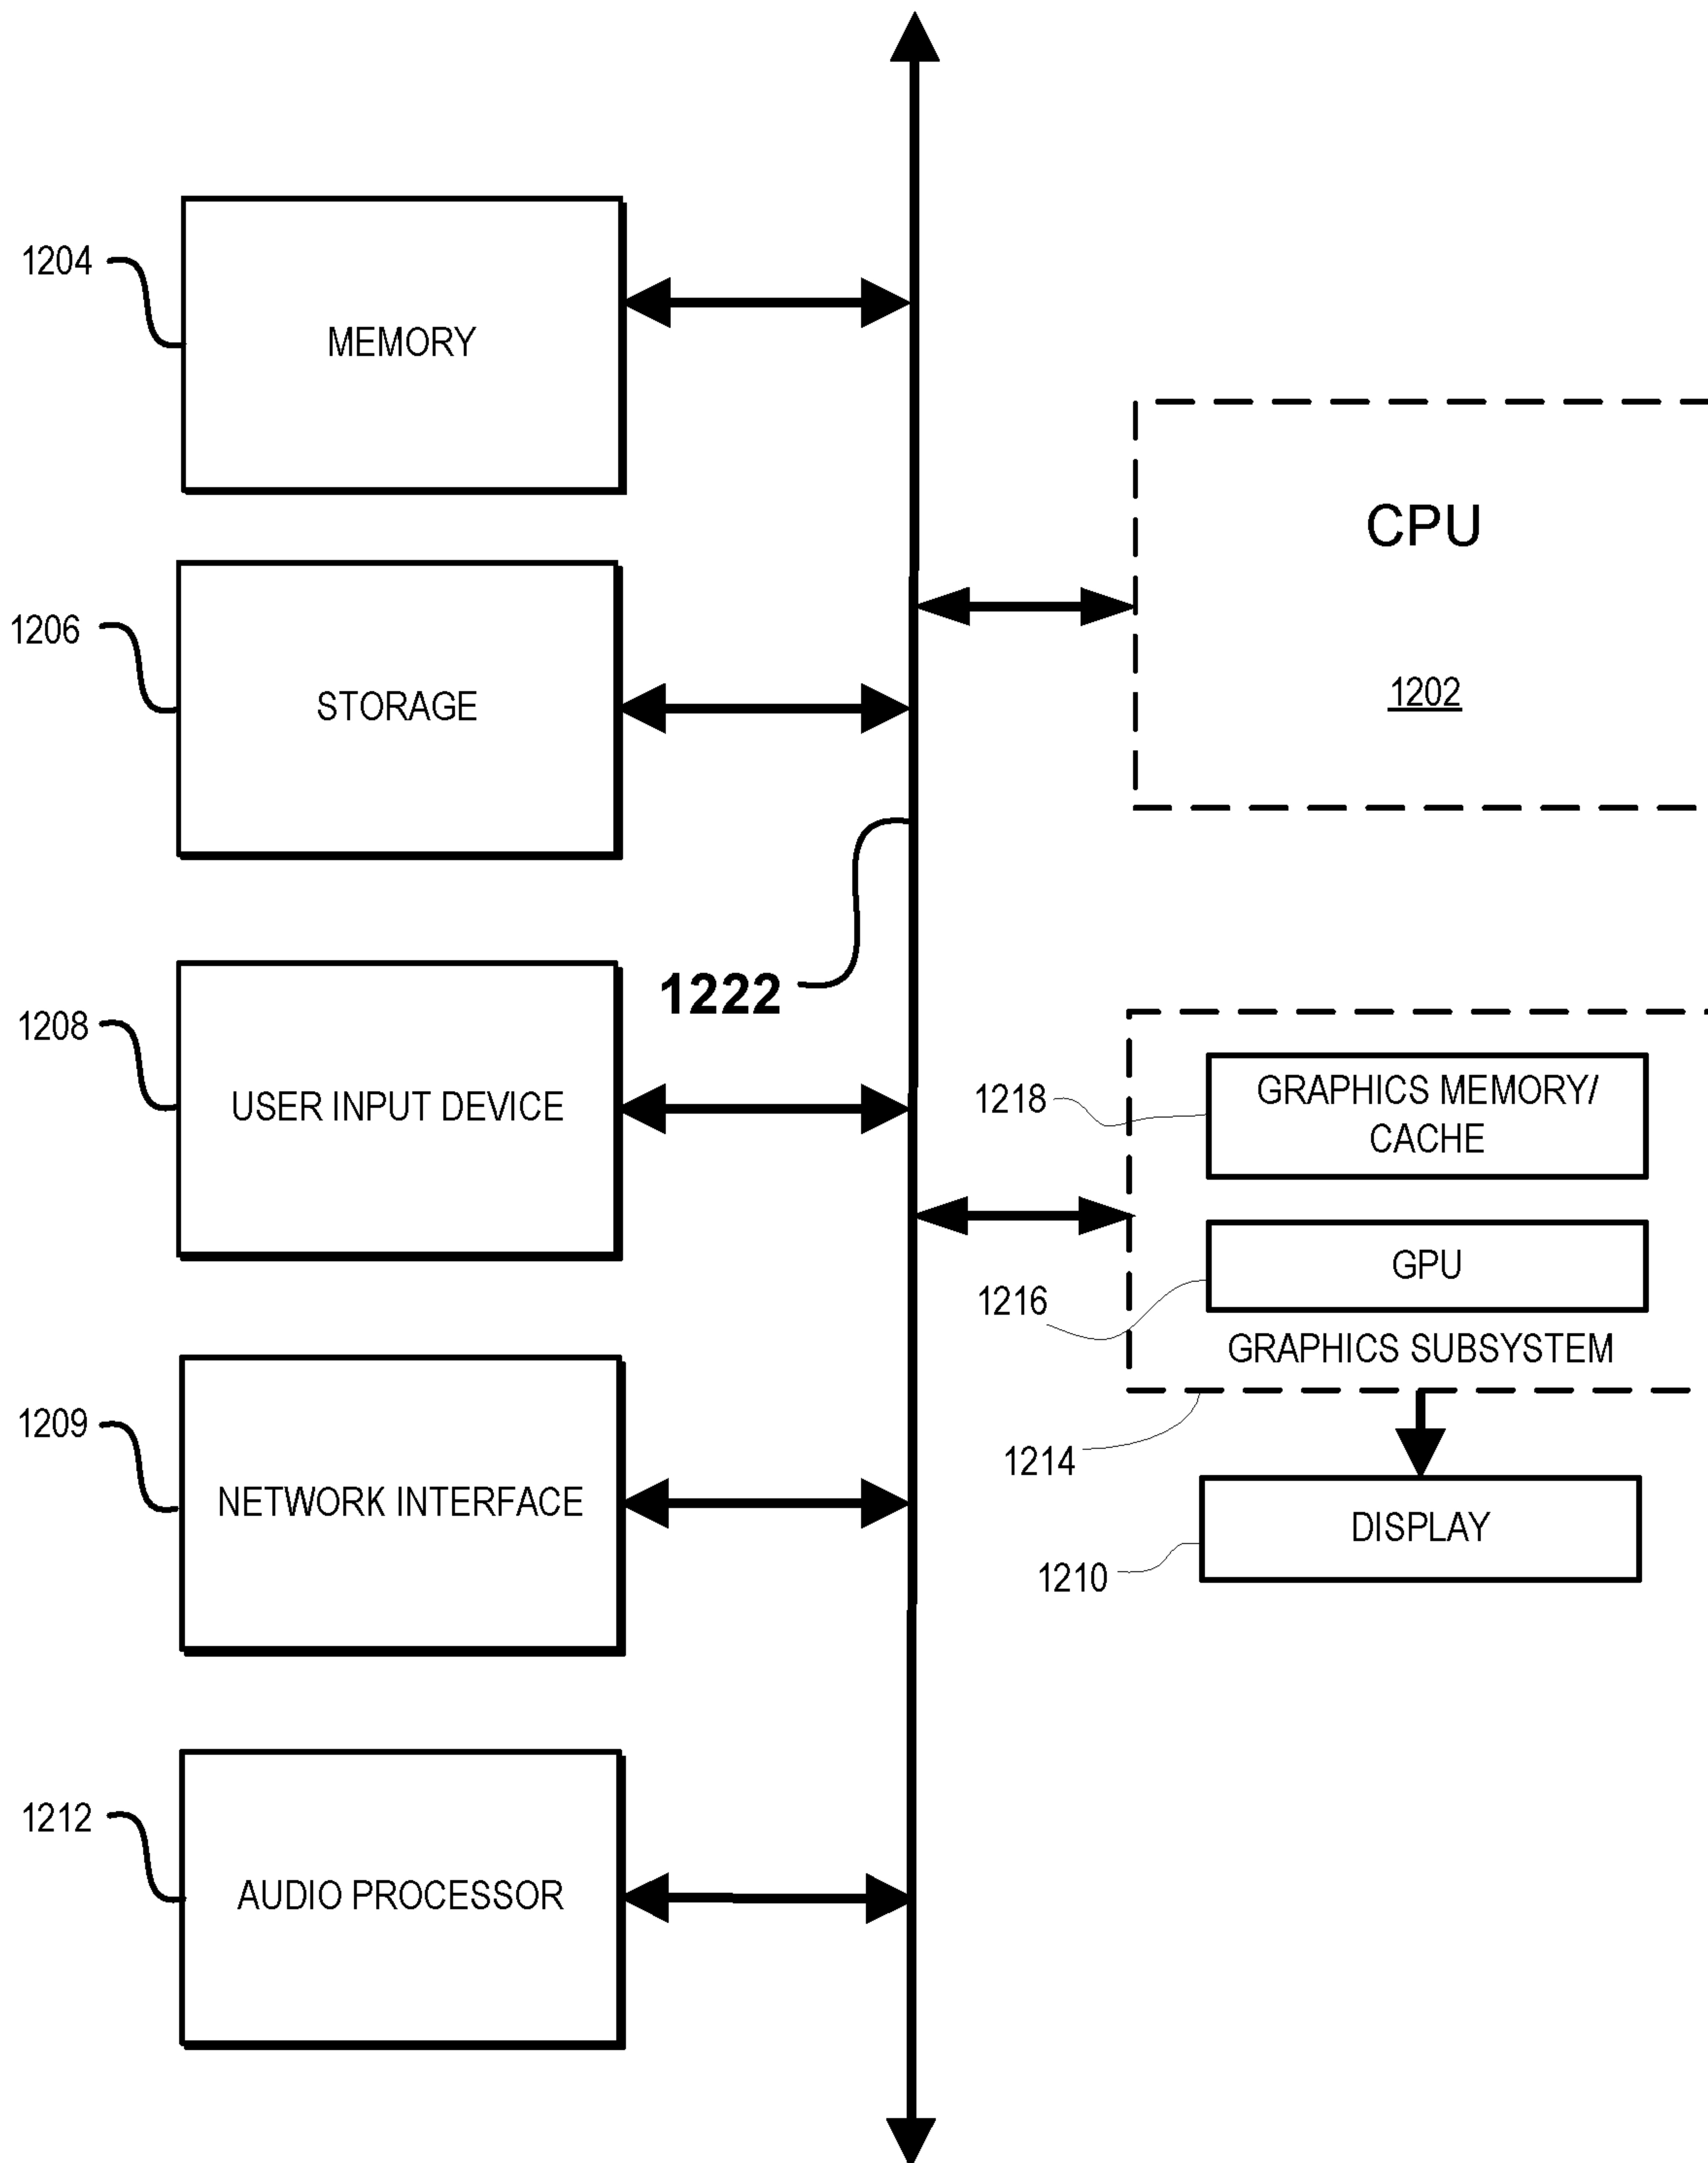 1204
MEMORY
CPU
1202
1206
STORAGE
1222
1208
USER INPUT DEVICE
1218
GRAPHICS MEMORY/
CACHE
1216
GPU
GRAPHICS SUBSYSTEM
1214
1209
NETWORK INTERFACE
DISPLAY
1210
1212
AUDIO PROCESSOR